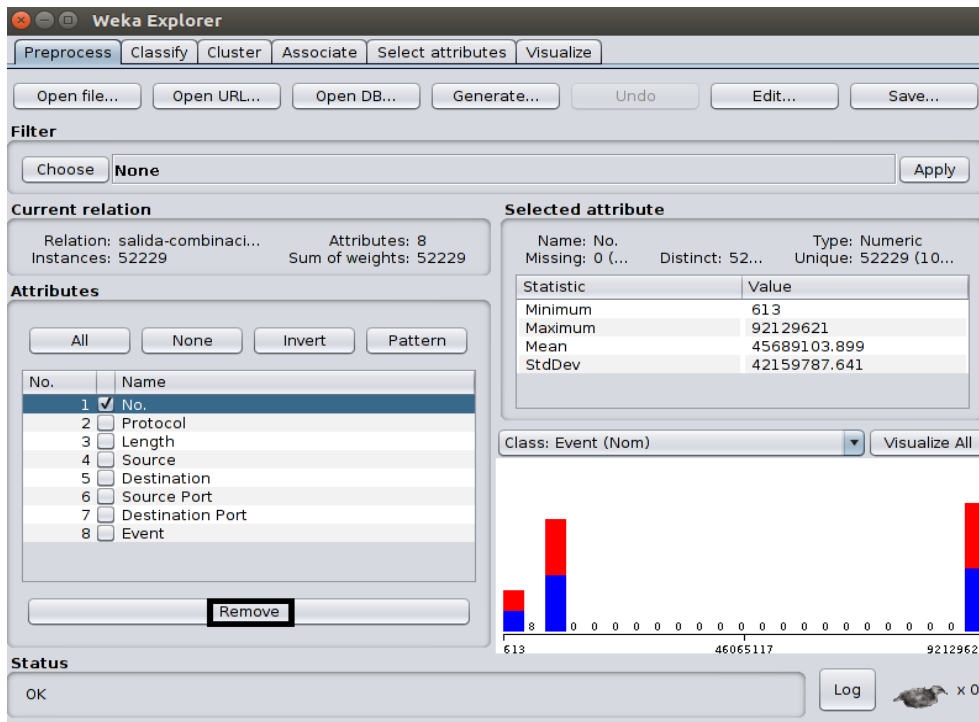 Weka Explorer
Preprocess Classify Cluster Associate Select attributes Visualize
Open file... Open URL... Open DB... Generate... Undo Edit... Save...
Filter
Choose None Apply
Current relation
Relation: salida-combinaci... Attributes: 8
Instances: 52229 Sum of weights: 52229
Attributes
All None Invert Pattern
No. Name
1 No.
2 Protocol
3 Length
4 Source
5 Destination
6 Source Port
7 Destination Port
8 Event
Remove
Selected attribute
Name: No. Type: Numeric
Missing: 0 (... Distinct: 52... Unique: 52229 (10...
Statistic Value
Minimum 613
Maximum 92129621
Mean 45689103.899
StdDev 42159787.641
Class: Event (Nom) Visualize All
8 0 0 0 0 0 0 0 0 0 0 0 0 0 0 0 0 0
613 46065117 9212962
Status
OK Log x 0